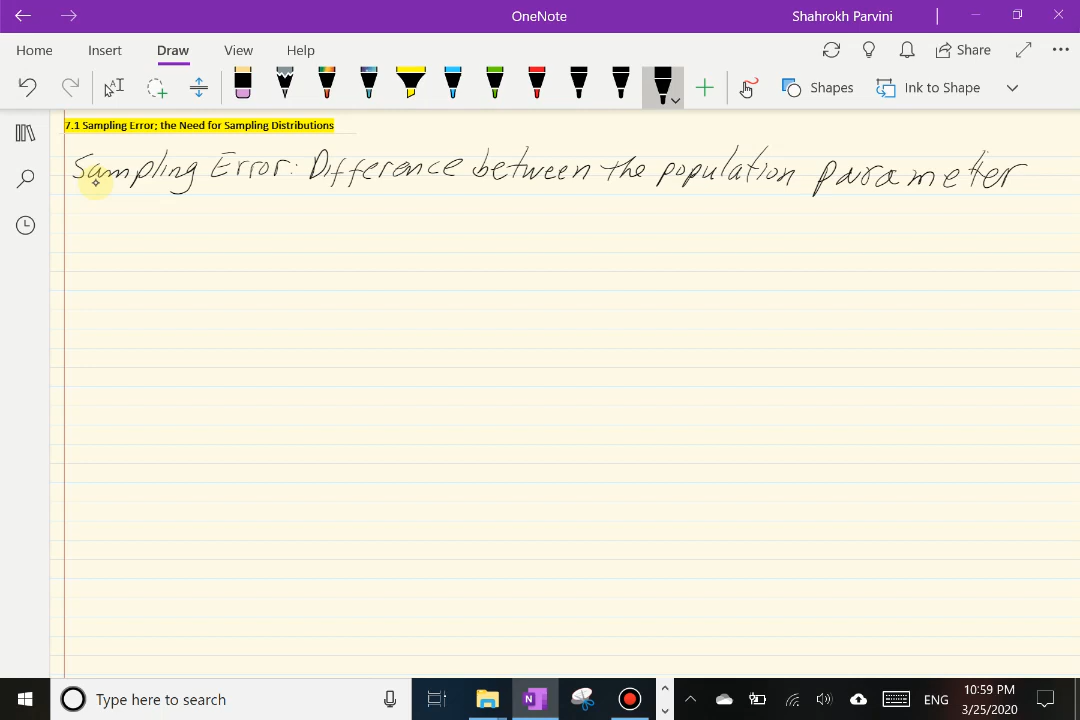 OneNote
Shahrokh Parvini
Home Insert Draw View Help
Share
Shapes
Ink to Shape
7.1 Sampling Error; the Need for Sampling Distributions
Sampling Error: Difference between the population parameter
Type here to search
ENG
10:59 PM
3/25/2020